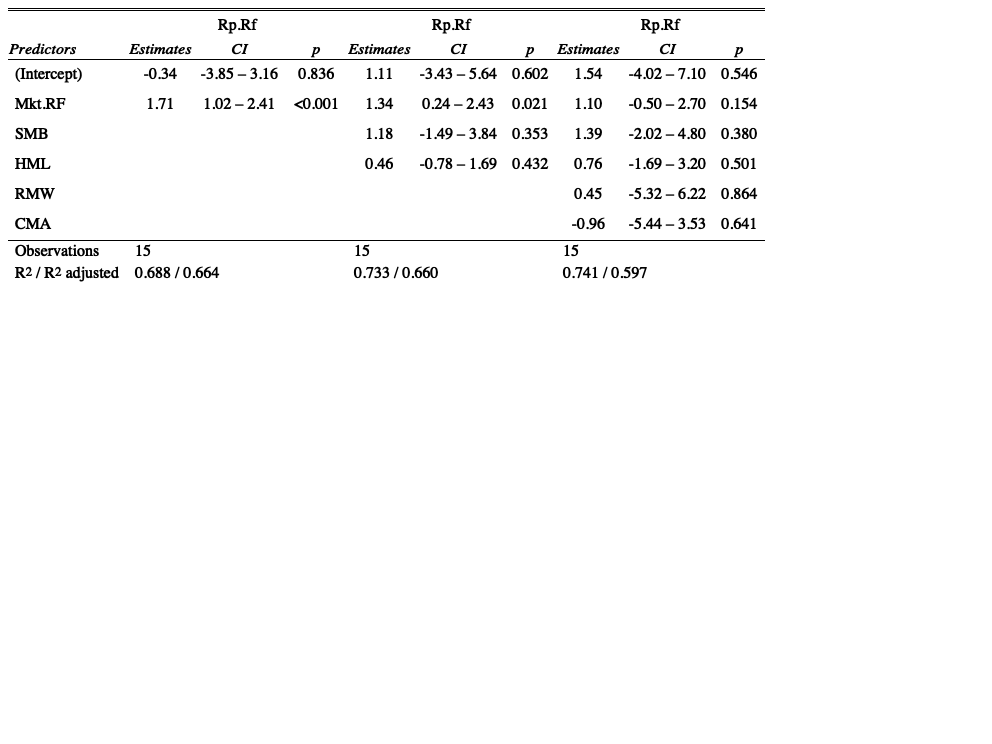 Rp.Rf Rp.Rf Rp.Rf
Predictors Estimates CI p Estimates CI p Estimates CI p
(Intercept) -0.34 -3.85 – 3.16 0.836 1.11 -3.43 – 5.64 0.602 1.54 -4.02 – 7.10 0.546
Mkt.RF 1.71 1.02 – 2.41 <0.001 1.34 0.24 – 2.43 0.021 1.10 -0.50 – 2.70 0.154
SMB 1.18 -1.49 – 3.84 0.353 1.39 -2.02 – 4.80 0.380
HML 0.46 -0.78 – 1.69 0.432 0.76 -1.69 – 3.20 0.501
RMW 0.45 -5.32 – 6.22 0.864
CMA -0.96 -5.44 – 3.53 0.641
Observations 15 15 15
R2 / R2 adjusted 0.688 / 0.664 0.733 / 0.660 0.741 / 0.597